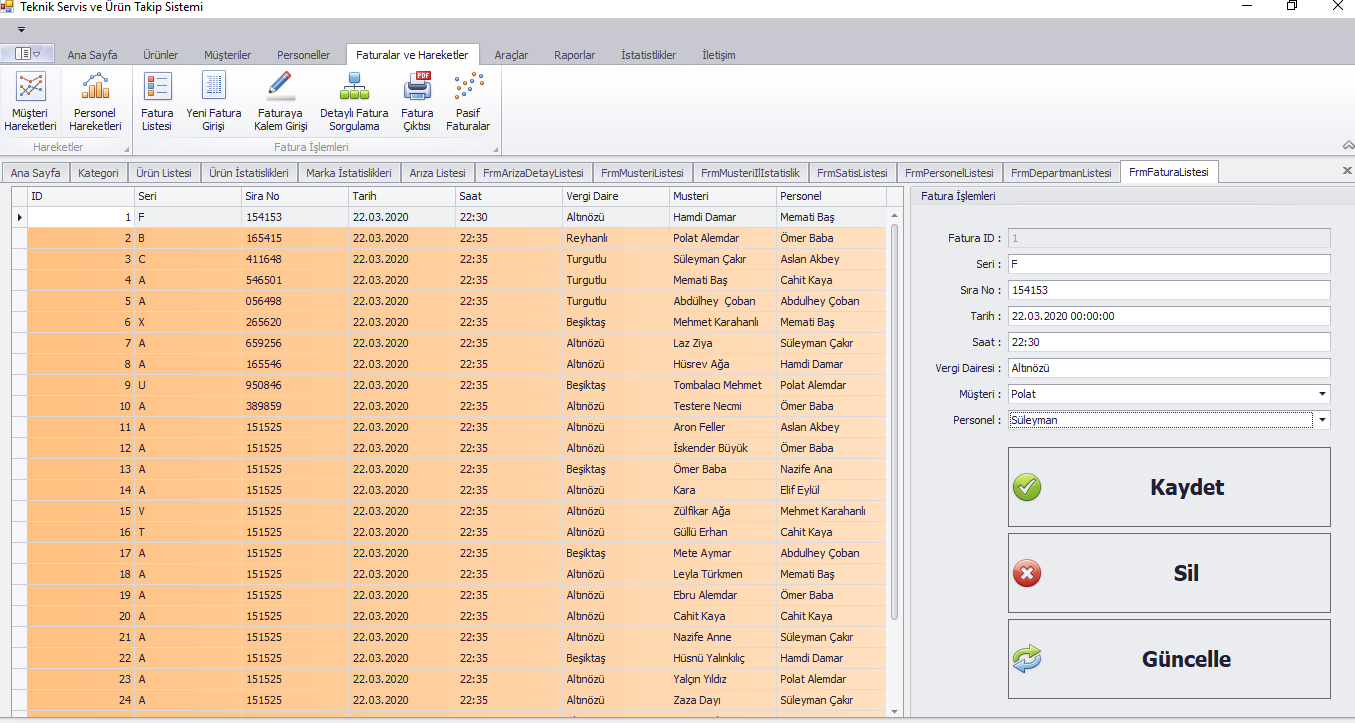 Teknik Servis ve Ürün Takip Sistemi
Ana Sayfa Ürünler Müşteriler Personeller Faturalar ve Hareketler Araçlar Raporlar İstatistlikler İletişim
Müşteri Hareketleri
Personel Hareketleri
Fatura Listesi
Yeni Fatura Girişi
Faturaya Kalem Girişi
Detaylı Fatura Sorgulama
PDF
Fatura Çıktısı
Pasif Faturalar
Hareketler
Fatura İşlemleri
Ana Sayfa Kategori Ürün Listesi Ürün İstatistlikleri Marka İstatislikleri Arıza Listesi FrmArızaDetayListesi FrmMusteriListesi FrmMusteriIlIstatislik FrmSatisListesi FrmPersonelListesi FrmDepartmanListesi FrmFaturaListesi
ID Seri Sira No Tarih Saat Vergi Daire Musteri Personel
1 F 154153 22.03.2020 22:30 Altınözü Hamdi Damar Memati Baş
2 B 165415 22.03.2020 22:35 Reyhanlı Polat Alemdar Ömer Baba
3 C 411648 22.03.2020 22:35 Turgutlu Süleyman Çakır Aslan Akbey
4 A 546501 22.03.2020 22:35 Turgutlu Memati Baş Cahit Kaya
5 A 056498 22.03.2020 22:35 Turgutlu Abdülhey Çoban Abdulhey Çoban
6 X 265620 22.03.2020 22:35 Beşiktaş Mehmet Karahanlı Memati Baş
7 A 659256 22.03.2020 22:35 Altınözü Laz Ziya Süleyman Çakır
8 A 165546 22.03.2020 22:35 Altınözü Hüsrev Ağa Hamdi Damar
9 U 950846 22.03.2020 22:35 Beşiktaş Tombalacı Mehmet Polat Alemdar
10 A 389859 22.03.2020 22:35 Altınözü Testere Necmi Ömer Baba
11 A 151525 22.03.2020 22:35 Altınözü Aron Feller Aslan Akbey
12 A 151525 22.03.2020 22:35 Altınözü İskender Büyük Ömer Baba
13 A 151525 22.03.2020 22:35 Beşiktaş Ömer Baba Nazife Ana
14 A 151525 22.03.2020 22:35 Altınözü Kara Elif Eylül
15 V 151525 22.03.2020 22:35 Altınözü Zülfikar Ağa Mehmet Karahanlı
16 T 151525 22.03.2020 22:35 Altınözü Güllü Erhan Cahit Kaya
17 A 151525 22.03.2020 22:35 Beşiktaş Mete Aymar Abdulhey Çoban
18 A 151525 22.03.2020 22:35 Altınözü Leyla Türkmen Memati Baş
19 A 151525 22.03.2020 22:35 Altınözü Ebru Alemdar Ömer Baba
20 A 151525 22.03.2020 22:35 Altınözü Cahit Kaya Cahit Kaya
21 A 151525 22.03.2020 22:35 Altınözü Nazife Anne Süleyman Çakır
22 A 151525 22.03.2020 22:35 Beşiktaş Hüsnü Yalınkılıç Hamdi Damar
23 A 151525 22.03.2020 22:35 Altınözü Yalçın Yıldız Polat Alemdar
24 A 151525 22.03.2020 22:35 Altınözü Zaza Dayı Süleyman Çakır
Fatura İşlemleri
Fatura ID : 1
Seri : F
Sıra No : 154153
Tarih : 22.03.2020 00:00:00
Saat : 22:30
Vergi Dairesi : Altınözü
Müşteri : Polat
Personel : Süleyman
Kaydet
Sil
Güncelle